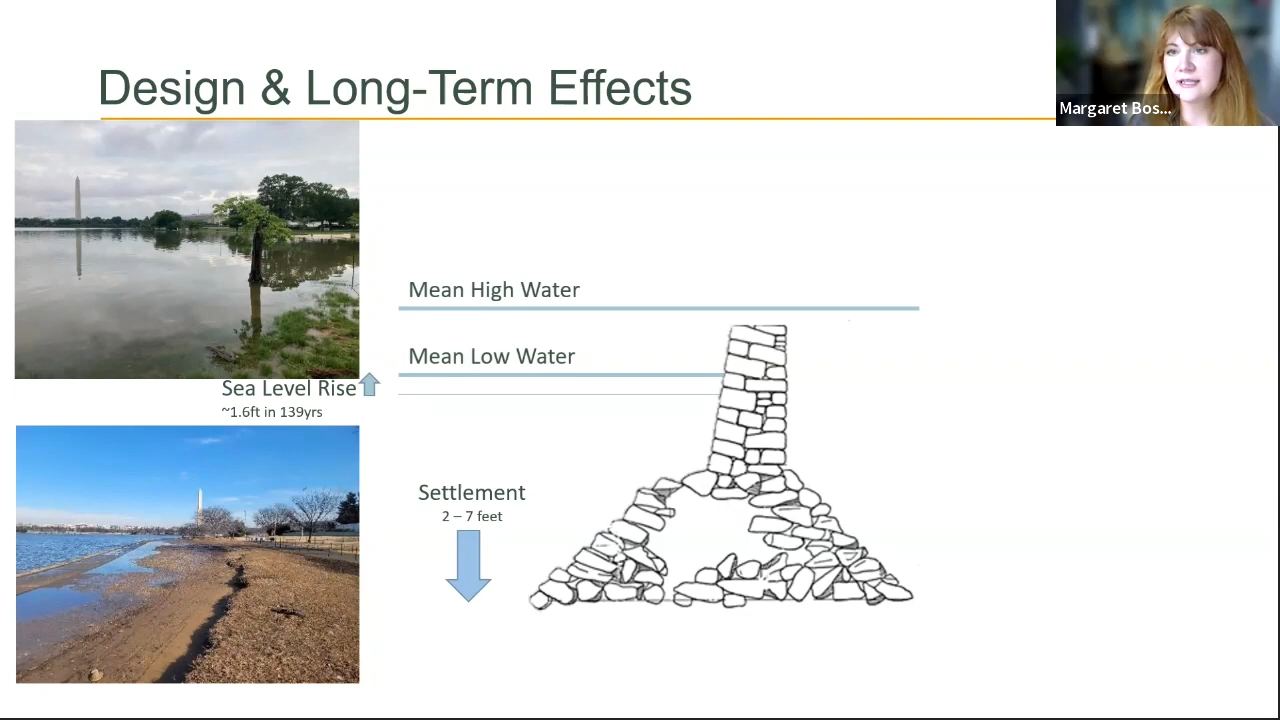 Design & Long-Term Effects
Margaret Bos...
Mean High Water
Mean Low Water
Sea Level Rise
~1.6ft in 139yrs
Settlement
2 – 7 feet